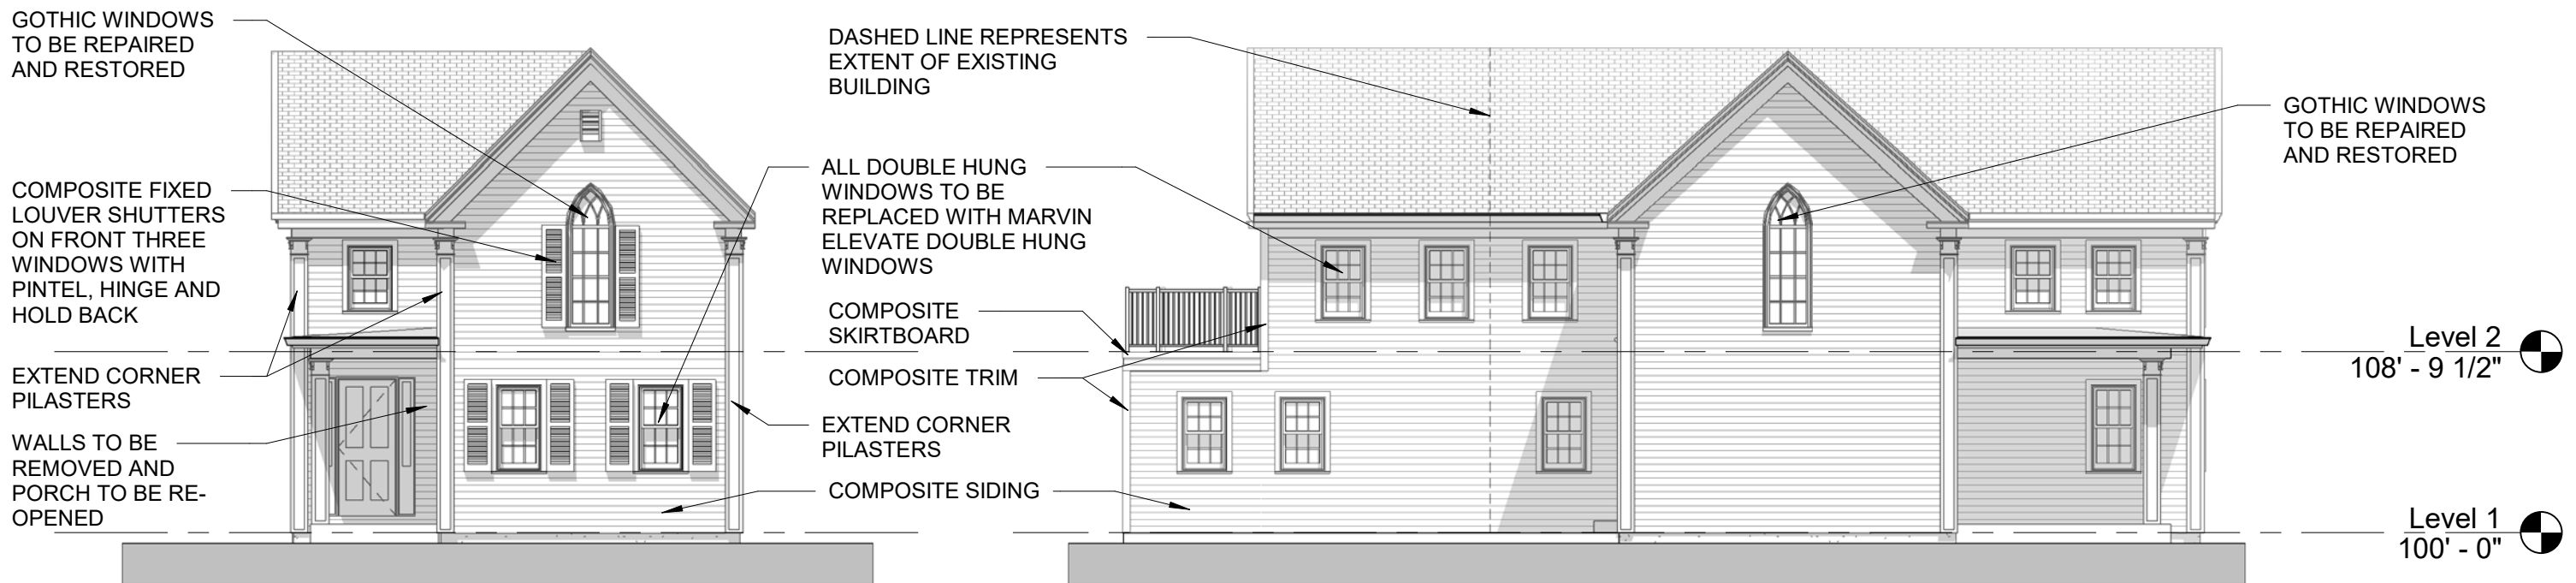 GOTHIC WINDOWS
TO BE REPAIRED
AND RESTORED
COMPOSITE FIXED
LOUVER SHUTTERS
ON FRONT THREE
WINDOWS WITH
PINTEL, HINGE AND
HOLD BACK
EXTEND CORNER
PILASTERS
WALLS TO BE
REMOVED AND
PORCH TO BE RE-
OPENED
DASHED LINE REPRESENTS
EXTENT OF EXISTING
BUILDING
ALL DOUBLE HUNG
WINDOWS TO BE
REPLACED WITH MARVIN
ELEVATE DOUBLE HUNG
WINDOWS
COMPOSITE
SKIRTBOARD
COMPOSITE TRIM
EXTEND CORNER
PILASTERS
COMPOSITE SIDING
GOTHIC WINDOWS
TO BE REPAIRED
AND RESTORED
Level 2
108' - 9 1/2"
Level 1
100' - 0"